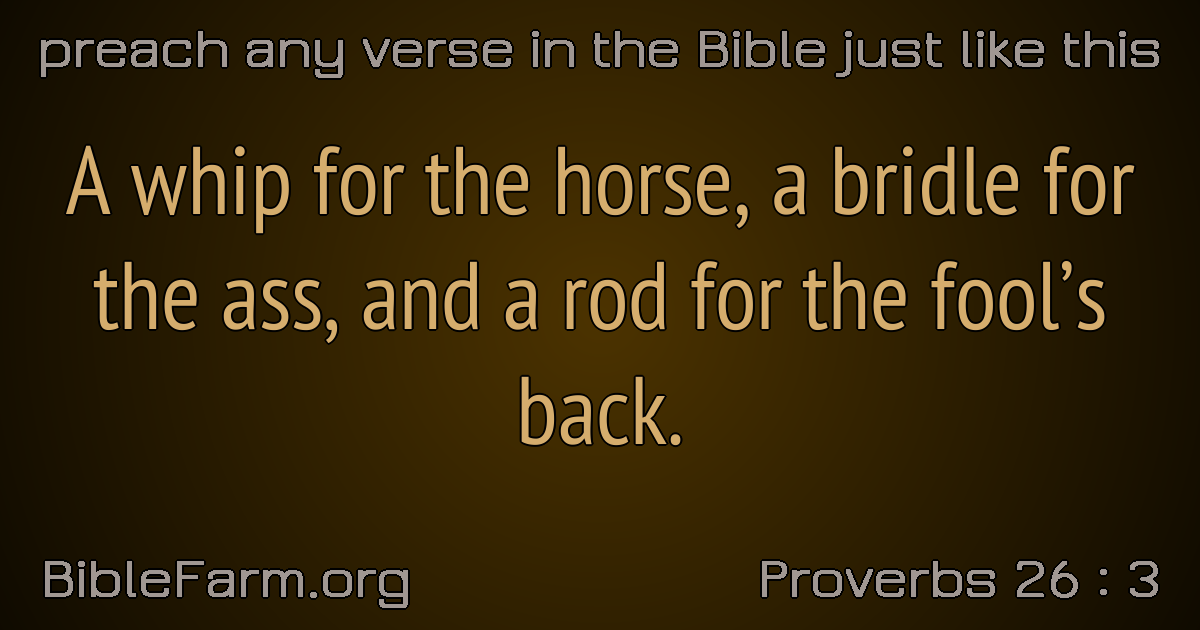 preach any verse in the Bible just like this
A whip for the horse, a bridle for
the ass, and a rod for the fool’s
back.
BibleFarm.org
Proverbs 26 : 3